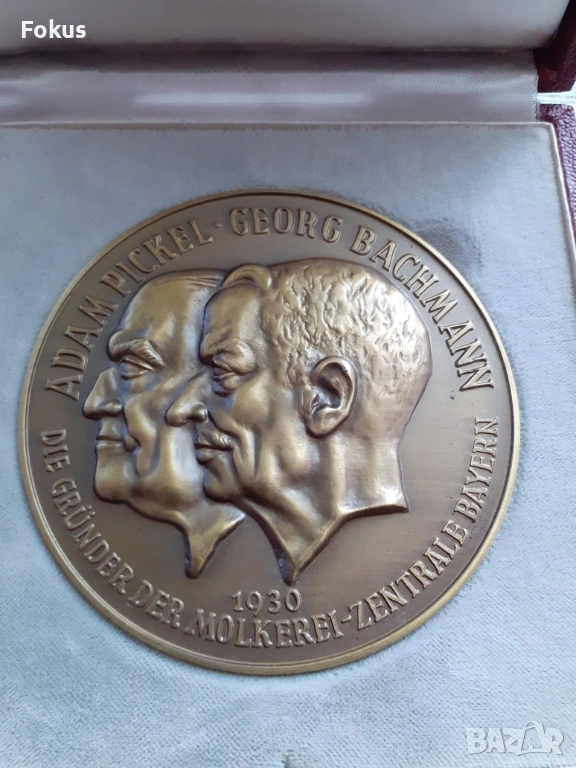 Fokus
ADAM PICKEL · GEORG BACHMANN
1930
DIE GRÜNDER DER MOLKEREI-ZENTRALE BAYERN
BAZAR